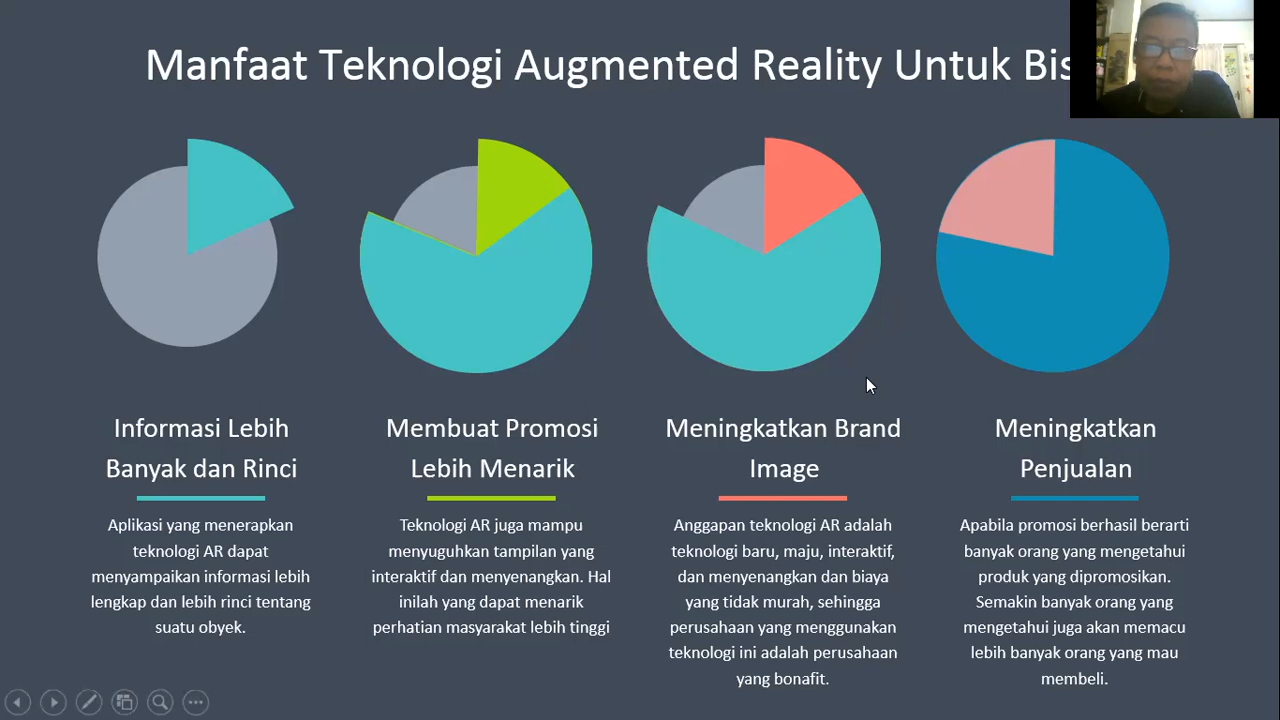 Manfaat Teknologi Augmented Reality Untuk
Informasi Lebih
Banyak dan Rinci
Aplikasi yang menerapkan
teknologi AR dapat
menyampaikan informasi lebih
lengkap dan lebih rinci tentang
suatu obyek.
Membuat Promosi
Lebih Menarik
Teknologi AR juga mampu
menyuguhkan tampilan yang
interaktif dan menyenangkan. Hal
inilah yang dapat menarik
perhatian masyarakat lebih tinggi
Meningkatkan Brand
Image
Anggapan teknologi AR adalah
teknologi baru, maju, interaktif,
dan menyenangkan dan biaya
yang tidak murah, sehingga
perusahaan yang menggunakan
teknologi ini adalah perusahaan
yang bonafit.
Meningkatkan
Penjualan
Apabila promosi berhasil berarti
banyak orang yang mengetahui
produk yang dipromosikan.
Semakin banyak orang yang
mengetahui juga akan memacu
lebih banyak orang yang mau
membeli.